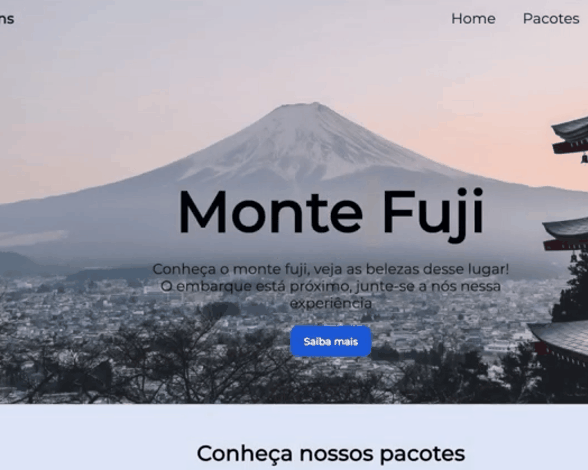 ns
Home
Pacotes
Monte Fuji
Conheça o monte fuji, veja as belezas desse lugar!
O embarque está próximo, junte-se a nós nessa
experiência
Saiba mais
Conheça nossos pacotes